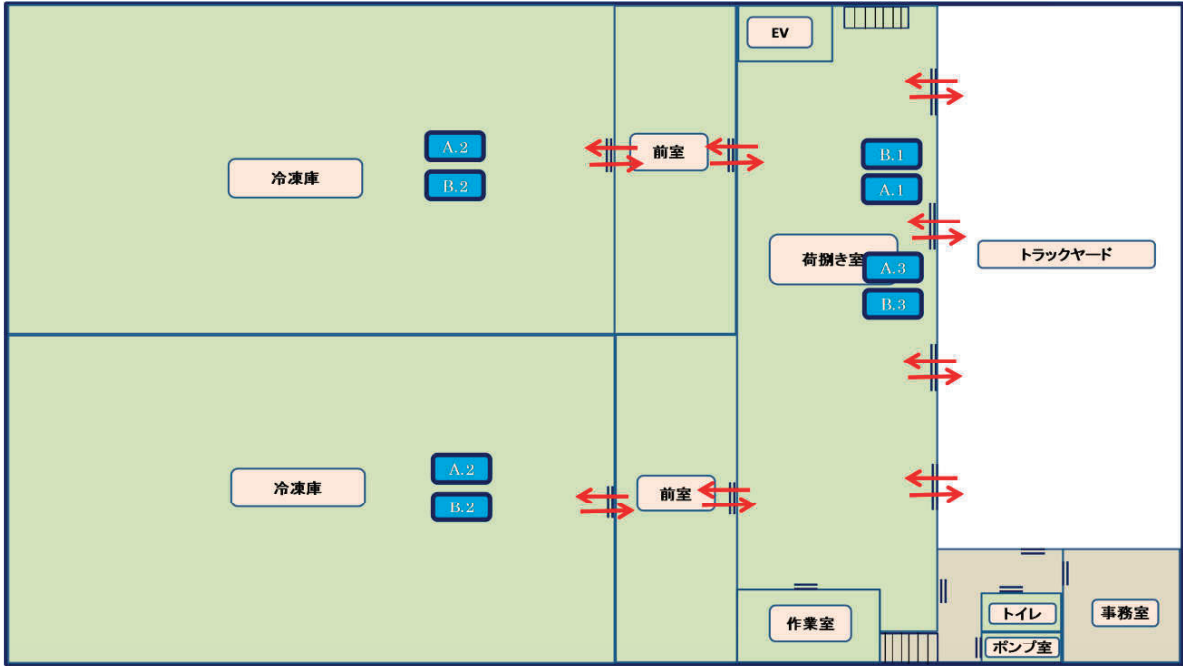 EV
A.2
前室
B.1
冷凍庫
B.2
A.1
荷捌き室
A.3
トラックヤード
B.3
A.2
冷凍庫
前室
B.2
作業室
トイレ
事務室
ポンプ室